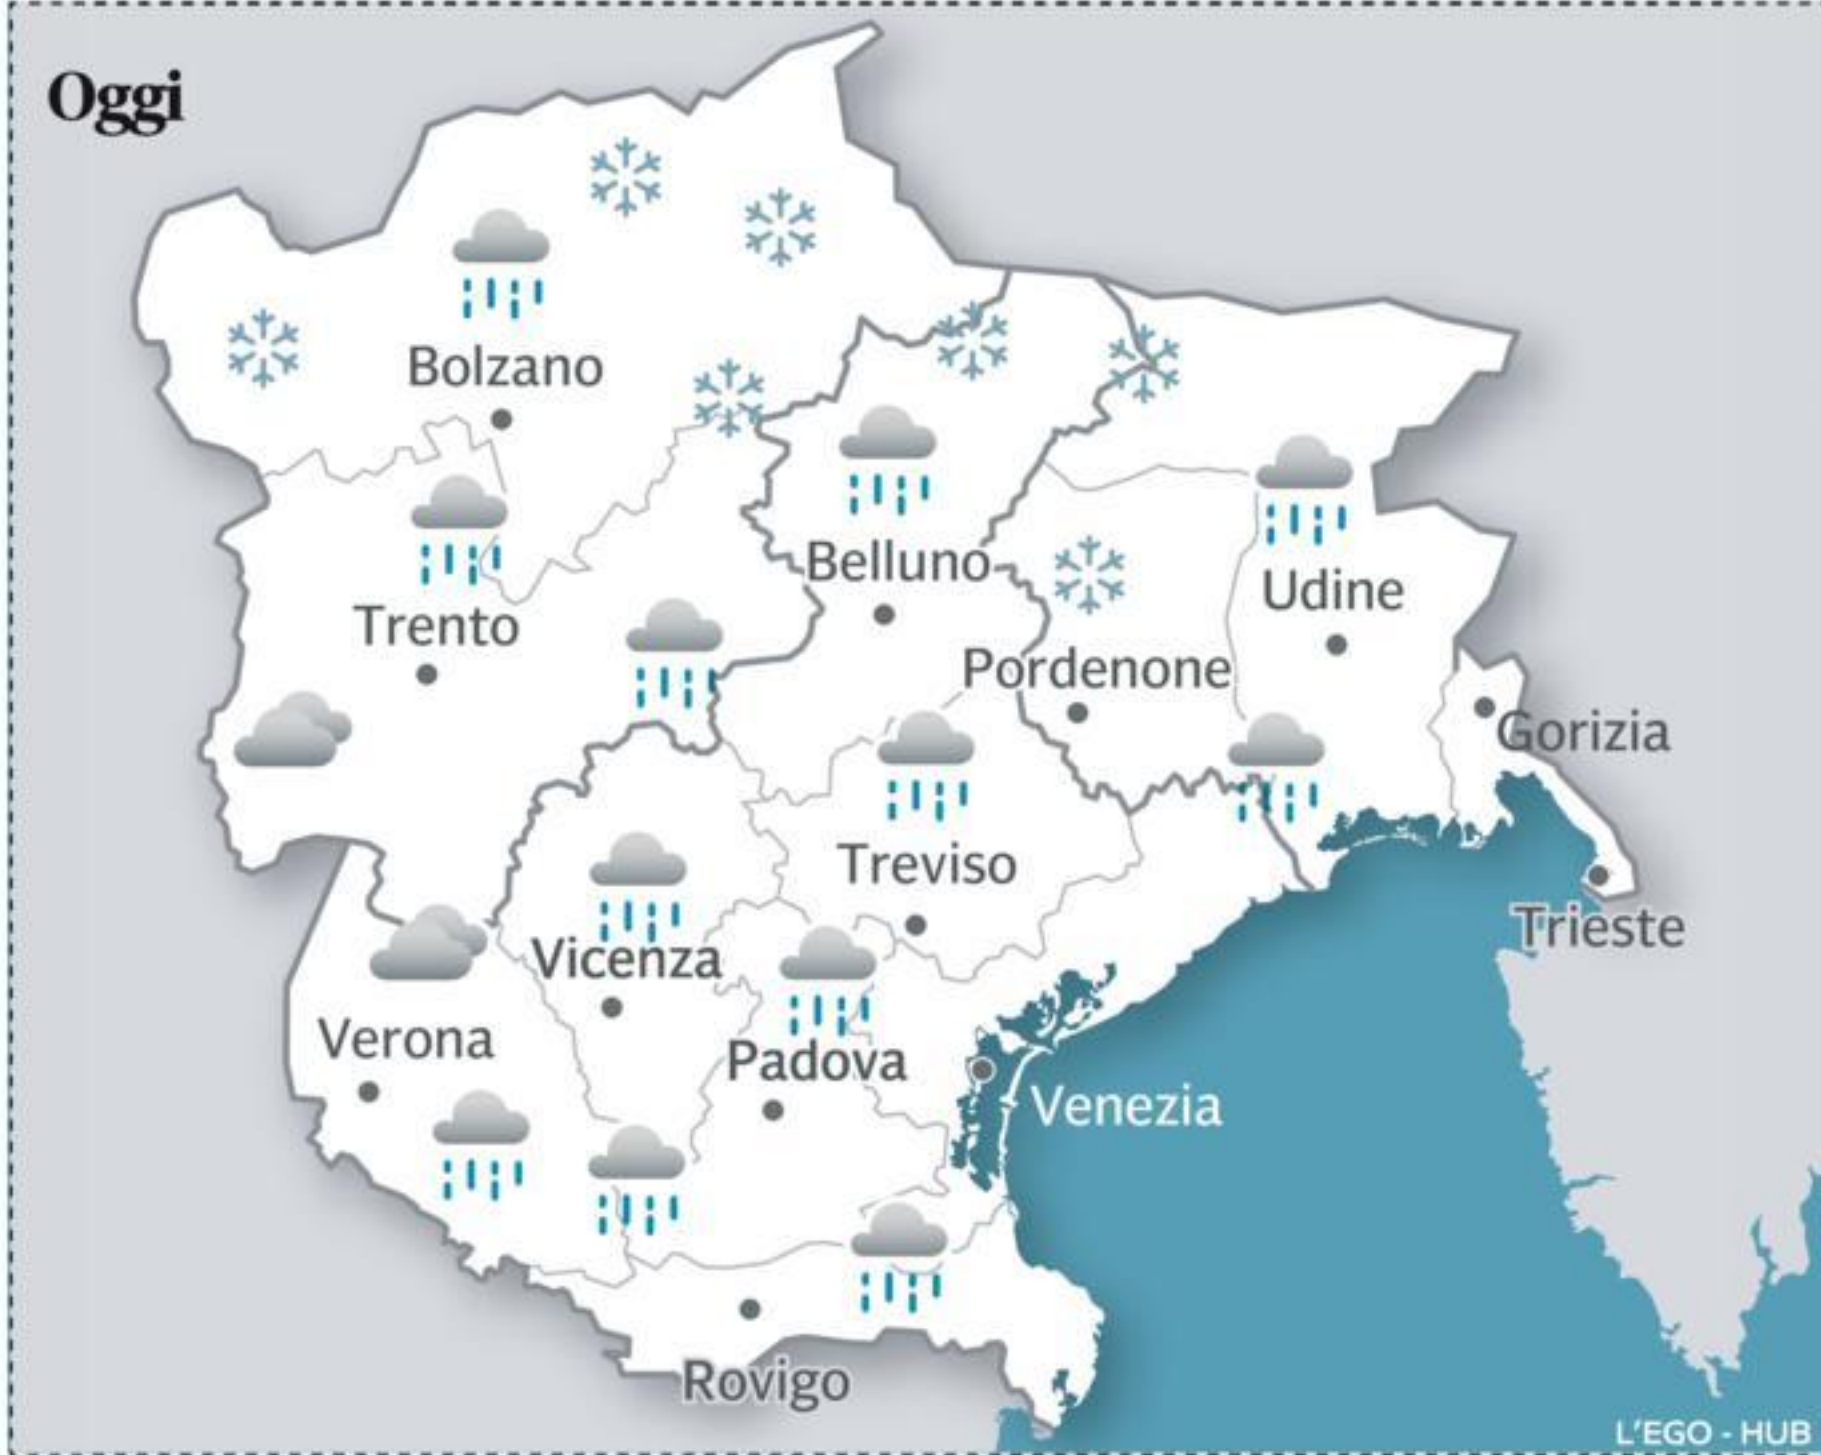 Oggi
Bolzano
Belluno
Trento
Udine
Pordenone
Gorizia
Treviso
Trieste
Vicenza
Verona
Padova
Venezia
Rovigo
L'EGO - HUB